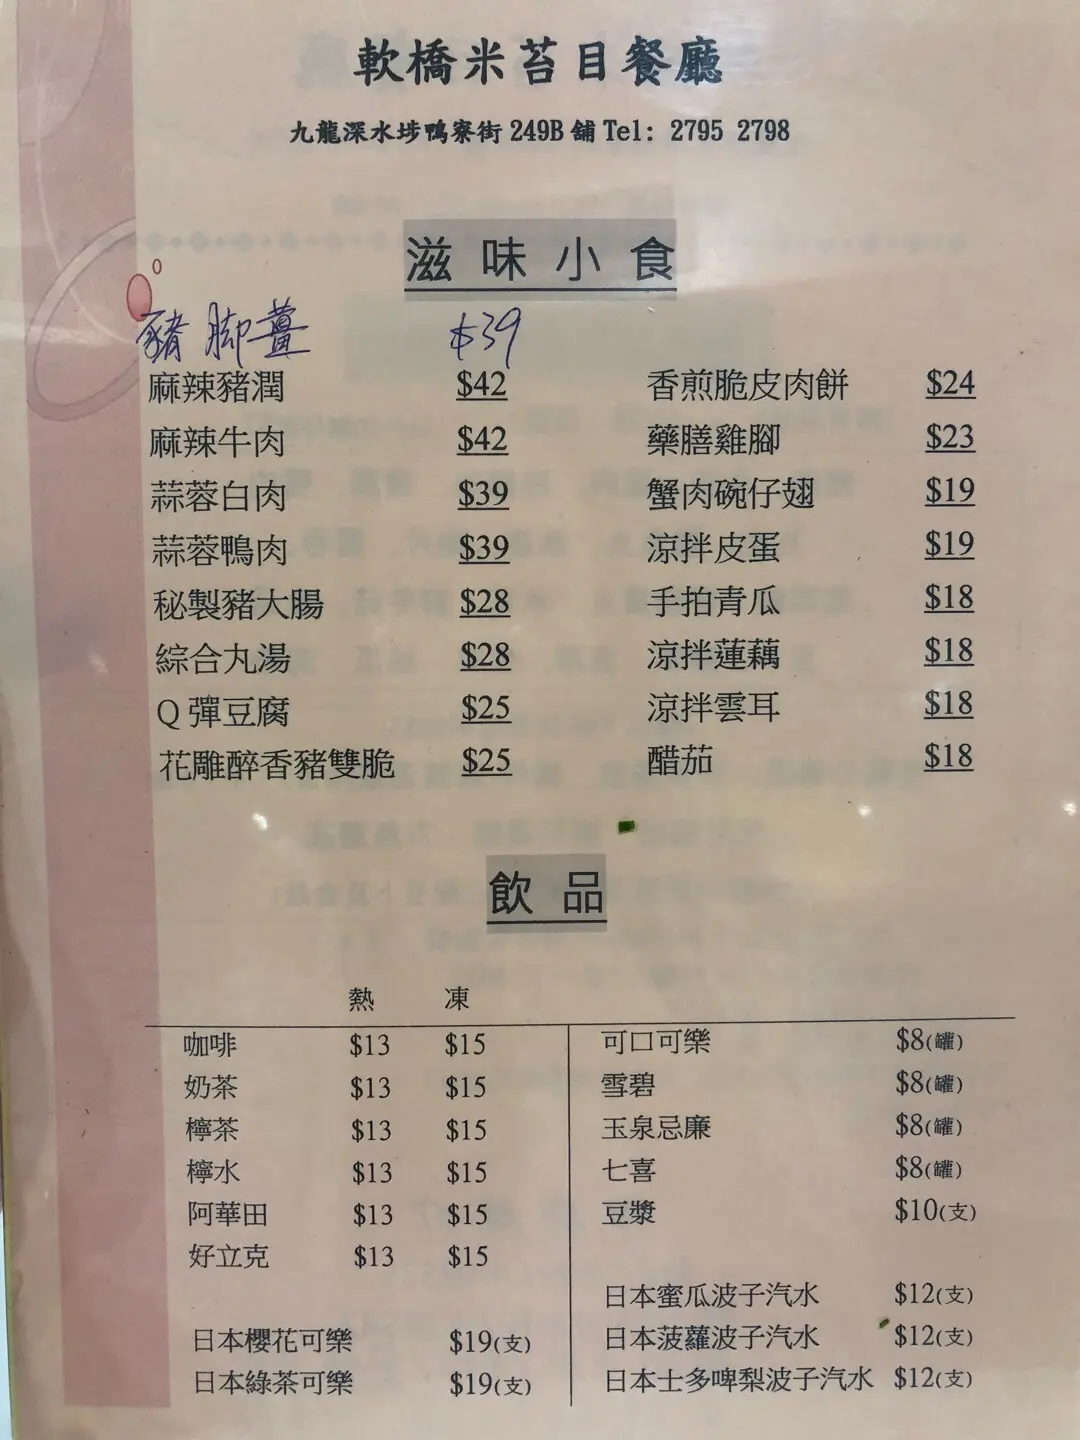 軟橋米苔目餐廳
九龍深水埗鴨寮街 249B 舖 Tel: 2795 2798
滋味小食
豬脚薑 $39
麻辣豬潤 $42 香煎脆皮肉餅 $24
麻辣牛肉 $42 藥膳雞腳 $23
蒜蓉白肉 $39 蟹肉碗仔翅 $19
蒜蓉鴨肉 $39 涼拌皮蛋 $19
秘製豬大腸 $28 手拍青瓜 $18
綜合丸湯 $28 涼拌蓮藕 $18
Q 彈豆腐 $25 涼拌雲耳 $18
花雕醉香豬雙脆 $25 醋茄 $18
飲品
熱 凍
咖啡 $13 $15 可口可樂 $8(罐)
奶茶 $13 $15 雪碧 $8(罐)
檸茶 $13 $15 玉泉忌廉 $8(罐)
檸水 $13 $15 七喜 $8(罐)
阿華田 $13 $15 豆漿 $10(支)
好立克 $13 $15
日本蜜瓜波子汽水 $12(支)
日本櫻花可樂 $19(支) 日本菠蘿波子汽水 $12(支)
日本綠茶可樂 $19(支) 日本士多啤梨波子汽水 $12(支)